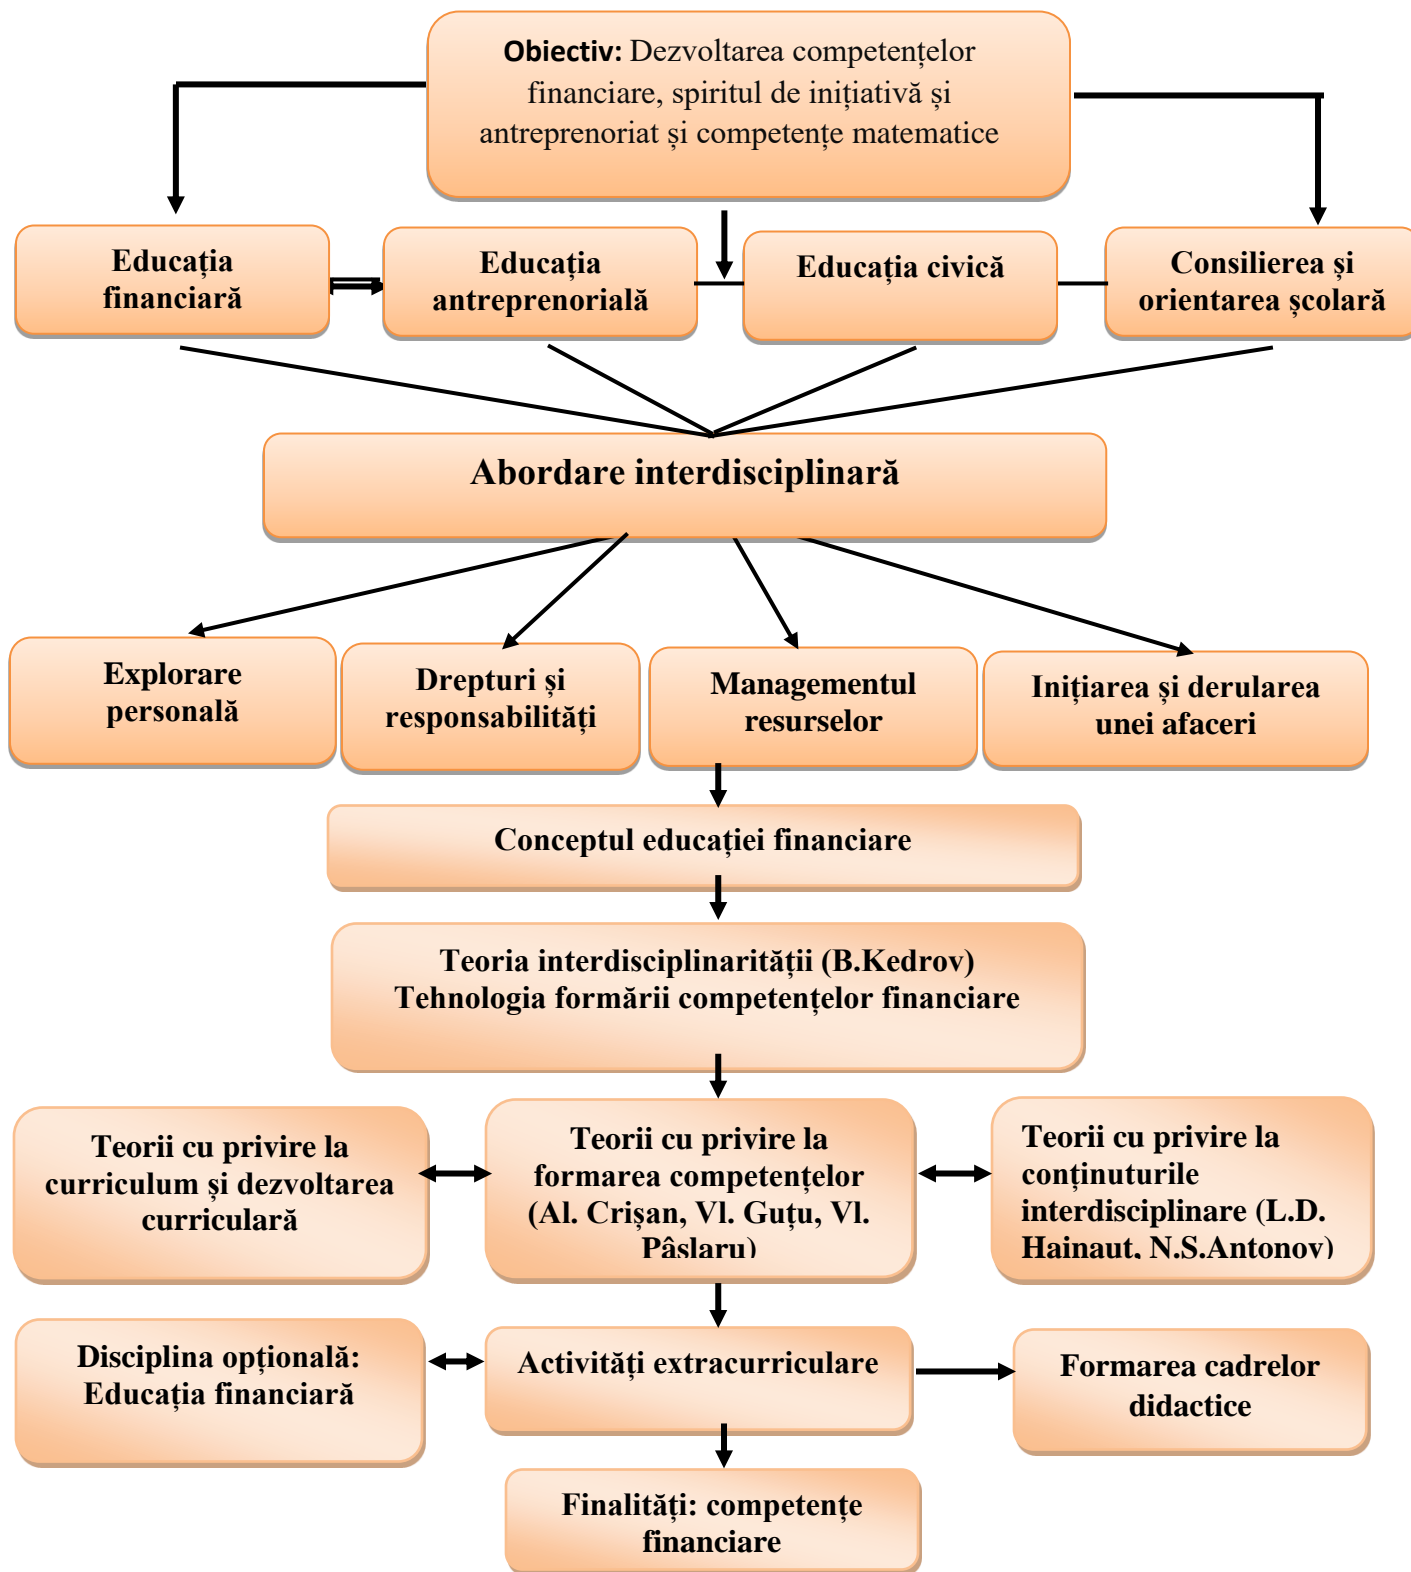 Obiectiv: Dezvoltarea competențelor
financiare, spiritul de inițiativă și
antreprenoriat și competențe matematice
Educația
financiară
Educația
antreprenorială
Educația civică
Consilierea și
orientarea școlară
Abordare interdisciplinară
Explorare
personală
Drepturi și
responsabilități
Managementul
resurselor
Inițiarea și derularea
unei afaceri
Conceptul educației financiare
Teoria interdisciplinarității (B.Kedrov)
Tehnologia formării competențelor financiare
Teorii cu privire la
curriculum și dezvoltarea
curriculară
Teorii cu privire la
formarea competențelor
(Al. Crișan, Vl. Guțu, Vl.
Pâslaru)
Teorii cu privire la
conținuturile
interdisciplinare (L.D.
Hainaut, N.S.Antonov)
Disciplina opțională:
Educația financiară
Activități extracurriculare
Formarea cadrelor
didactice
Finalități: competențe
financiare